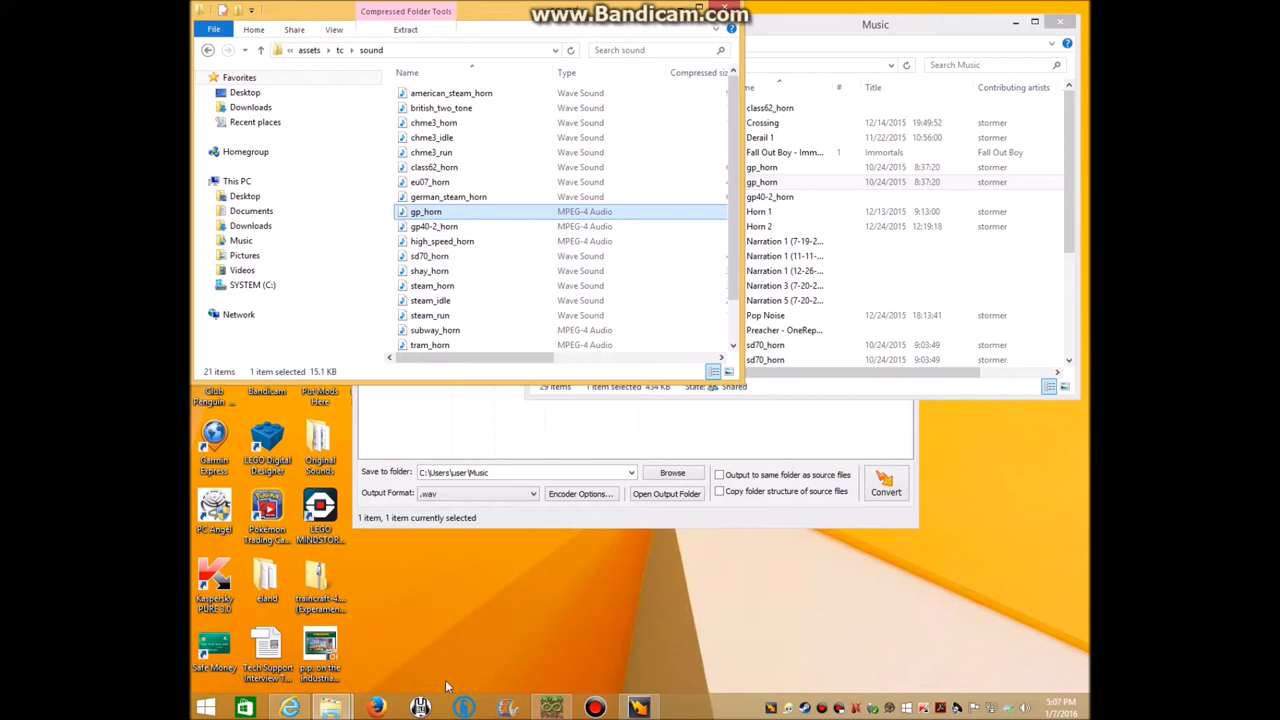 www.Bandicam.com
Compressed Folder Tools
File Home Share View Extract
« assets tc sound
Search sound
Favorites
Desktop
Downloads
Recent places
Homegroup
This PC
Desktop
Documents
Downloads
Music
Pictures
Videos
SYSTEM (C:)
Network
Name Type Compressed siz
american_steam_horn Wave Sound
british_two_tone Wave Sound
chme3_horn Wave Sound
chme3_idle Wave Sound
chme3_run Wave Sound
class62_horn Wave Sound
eu07_horn Wave Sound
german_steam_horn Wave Sound
gp_horn MPEG-4 Audio
gp40-2_horn MPEG-4 Audio
high_speed_horn MPEG-4 Audio
sd70_horn Wave Sound
shay_horn Wave Sound
steam_horn Wave Sound
steam_idle Wave Sound
steam_run Wave Sound
subway_horn MPEG-4 Audio
tram_horn MPEG-4 Audio
21 items 1 item selected 15.1 KB
Music
Search Music
me # Title Contributing artists
class62_horn
Crossing 12/14/2015 19:49:52 stormer
Derail 1 11/22/2015 10:56:00 stormer
Fall Out Boy - Imm... 1 Immortals Fall Out Boy
gp_horn 10/24/2015 8:37:20 stormer
gp_horn 10/24/2015 8:37:20 stormer
gp40-2_horn
Horn 1 12/13/2015 9:13:00 stormer
Horn 2 12/24/2015 12:19:18 stormer
Narration 1 (7-19-2...
Narration 1 (11-11-...
Narration 1 (12-26-...
Narration 3 (7-20-2...
Narration 5 (7-20-2...
Pop Noise 12/24/2015 18:13:41 stormer
Preacher - OneRep...
sd70_horn 10/24/2015 9:03:49 stormer
sd70_horn 10/24/2015 9:03:49 stormer
29 items 1 item selected 434 KB State: Shared
Save to folder: C:\Users\user\Music Browse Output to same folder as source files
Output Format: .wav Encoder Options... Open Output Folder Copy folder structure of source files
Convert
1 item, 1 item currently selected
Club Penguin ...
Bandicam
Put Mods Here
Garmin Express
LEGO Digital Designer
Original Sounds
PC Angel
Pokémon Trading Ca...
LEGO MINDSTOR...
Kaspersky PURE 3.0
eland
traincraft-4.... (Experamen...
Safe Money
Tech Support Interview T...
p.p. on the industria...
5:07 PM
1/7/2016